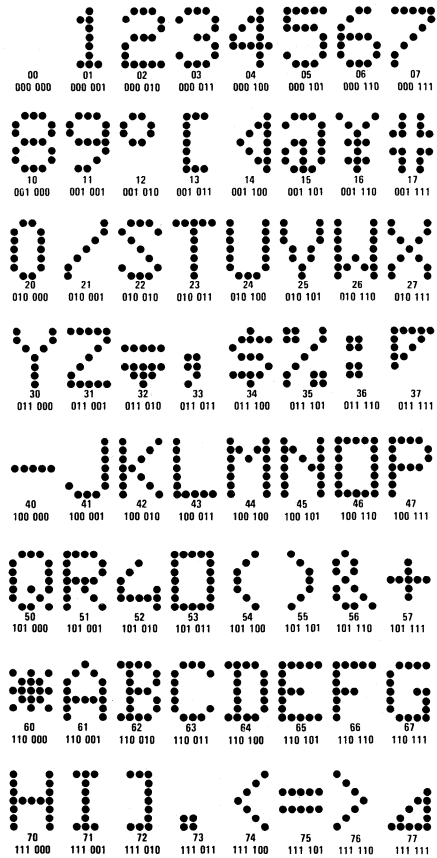 1 2 3 4 5 6 7
00 01 02 03 04 05 06 07
000 000 000 001 000 010 000 011 000 100 000 101 000 110 000 111
8 9 ° [ @ ¥ #
10 11 12 13 14 15 16 17
001 000 001 001 001 010 001 011 001 100 001 101 001 110 001 111
0 / S T U V W X
20 21 22 23 24 25 26 27
010 000 010 001 010 010 010 011 010 100 010 101 010 110 010 111
Y Z ; $ % :
30 31 32 33 34 35 36 37
011 000 011 001 011 010 011 011 011 100 011 101 011 110 011 111
- J K L M N O P
40 41 42 43 44 45 46 47
100 000 100 001 100 010 100 011 100 100 100 101 100 110 100 111
Q R ( ) & +
50 51 52 53 54 55 56 57
101 000 101 001 101 010 101 011 101 100 101 101 101 110 101 111
* A B C D E F G
60 61 62 63 64 65 66 67
110 000 110 001 110 010 110 011 110 100 110 101 110 110 110 111
H I ] . < = >
70 71 72 73 74 75 76 77
111 000 111 001 111 010 111 011 111 100 111 101 111 110 111 111